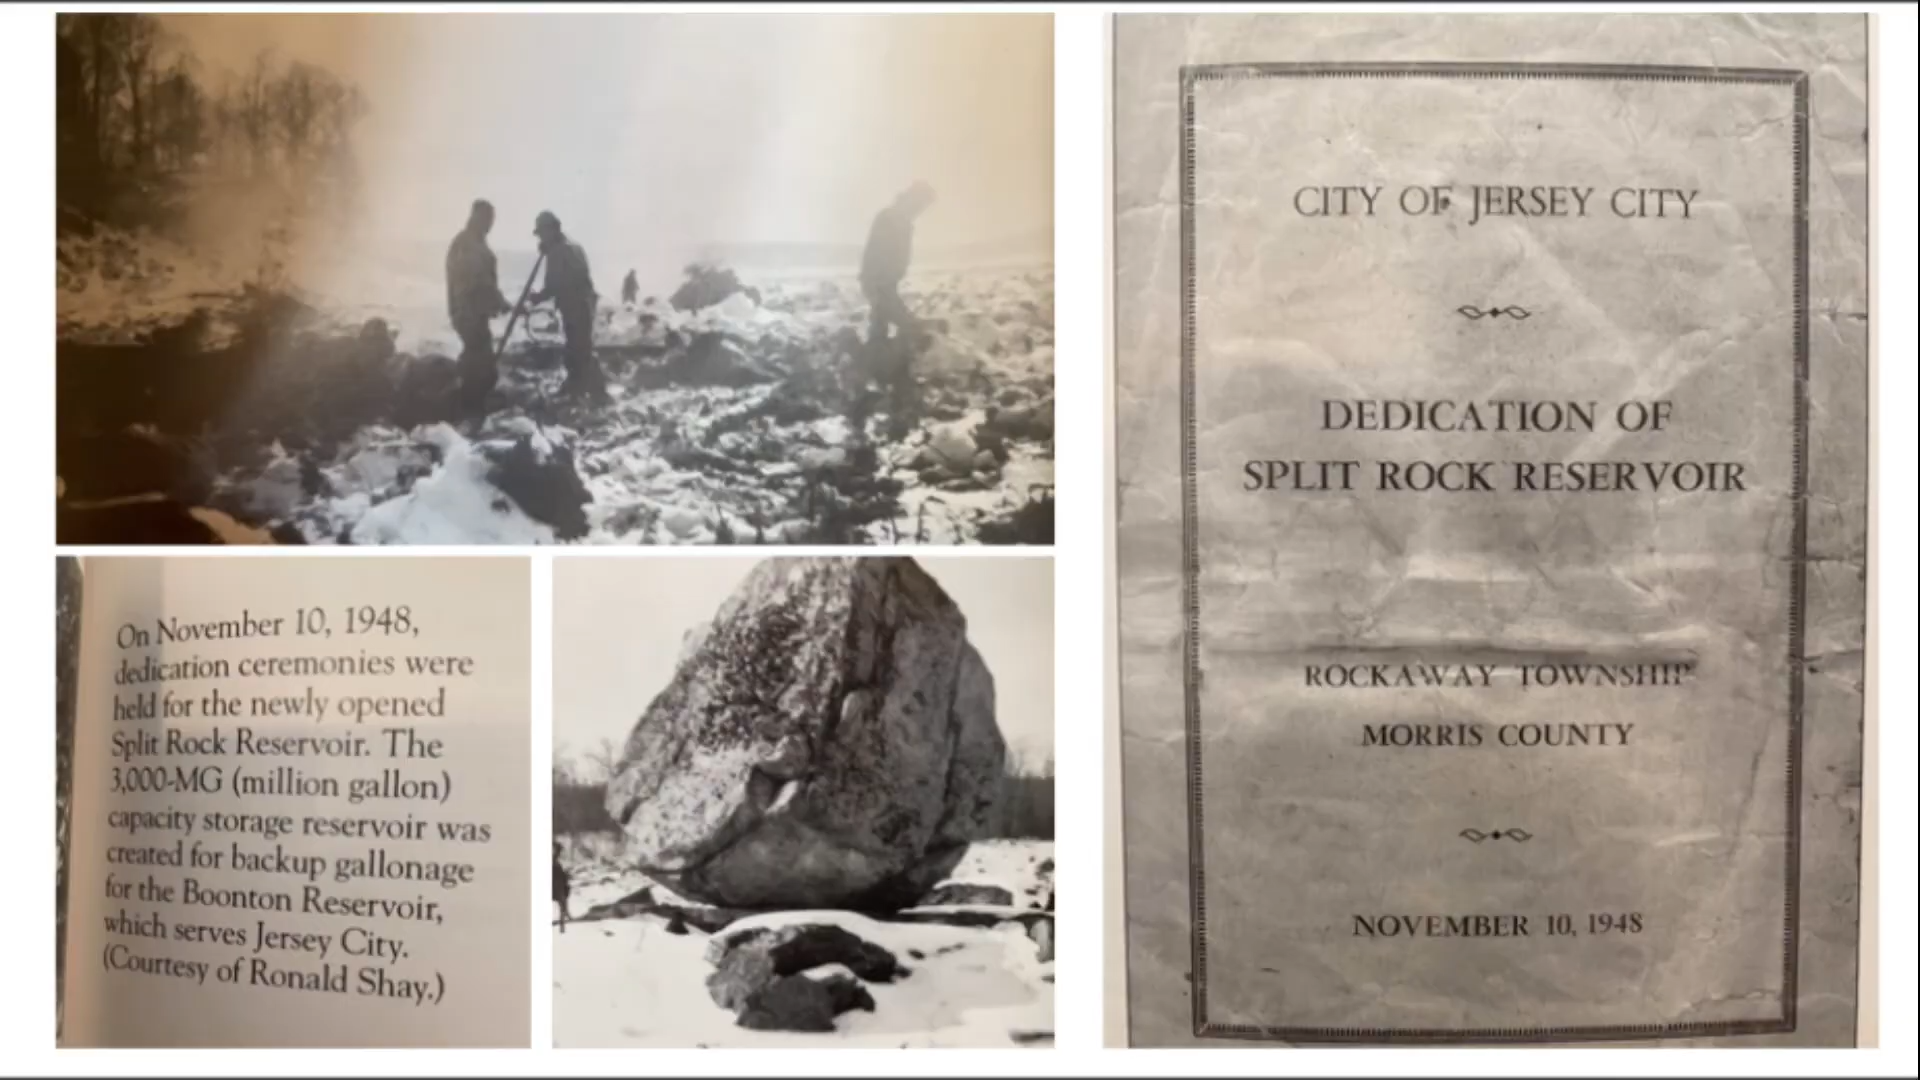 On November 10, 1948,
dedication ceremonies were
held for the newly opened
Split Rock Reservoir. The
3,000-MG (million gallon)
capacity storage reservoir was
created for backup gallonage
for the Boonton Reservoir,
which serves Jersey City.
(Courtesy of Ronald Shay.)
CITY OF JERSEY CITY
DEDICATION OF
SPLIT ROCK RESERVOIR
ROCKAWAY TOWNSHIP
MORRIS COUNTY
NOVEMBER 10, 1948